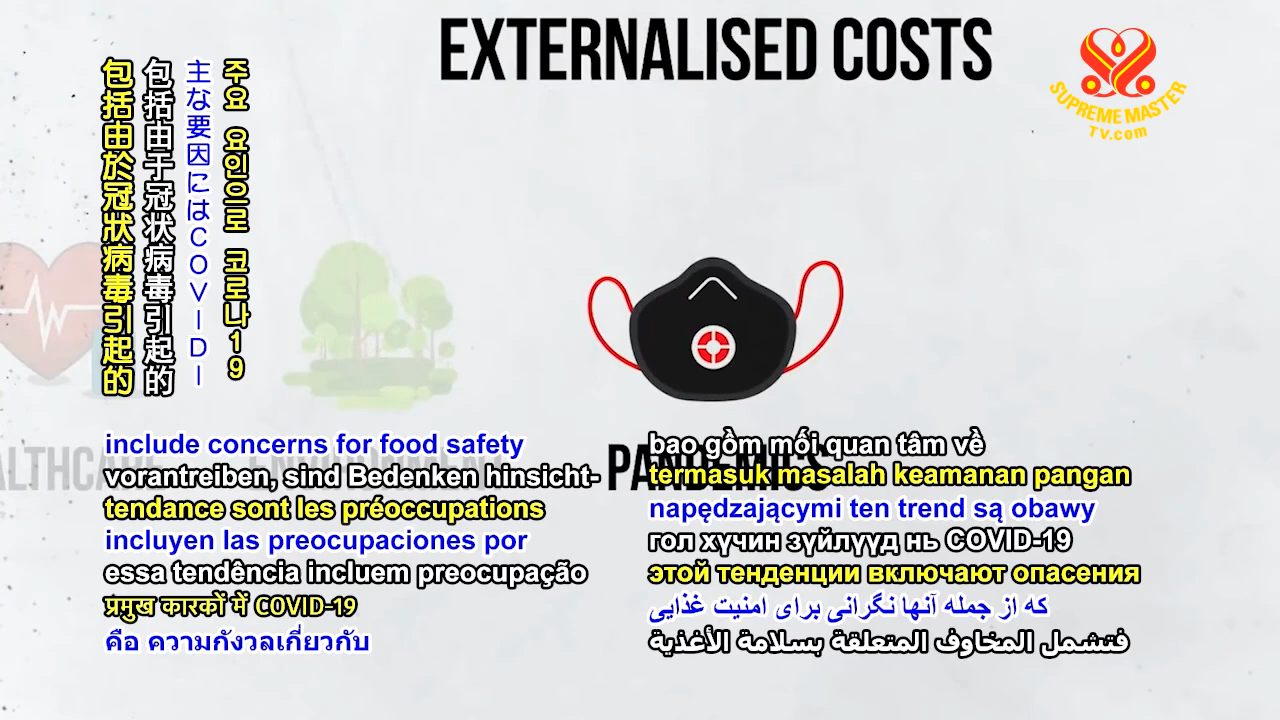 EXTERNALISED COSTS
SUPREME MASTER
TV.com
주요 요인으로 코로나19
主な要因にはCOVID-
包括由于冠状病毒引起的
包括由於冠狀病毒引起的
ALTHCARE
ENVIRONMENT
PANDEMICS
include concerns for food safety
vorantreiben, sind Bedenken hinsicht-
tendance sont les préoccupations
incluyen las preocupaciones por
essa tendência incluem preocupação
प्रमुख कारकों में COVID-19
คือ ความกังวลเกี่ยวกับ
bao gồm mối quan tâm về
termasuk masalah keamanan pangan
napędzającymi ten trend są obawy
гол хүчин зүйлүүд нь COVID-19
этой тенденции включают опасения
که از جمله آنها نگرانی برای امنیت غذایی
فتشمل المخاوف المتعلقة بسلامة الأغذية